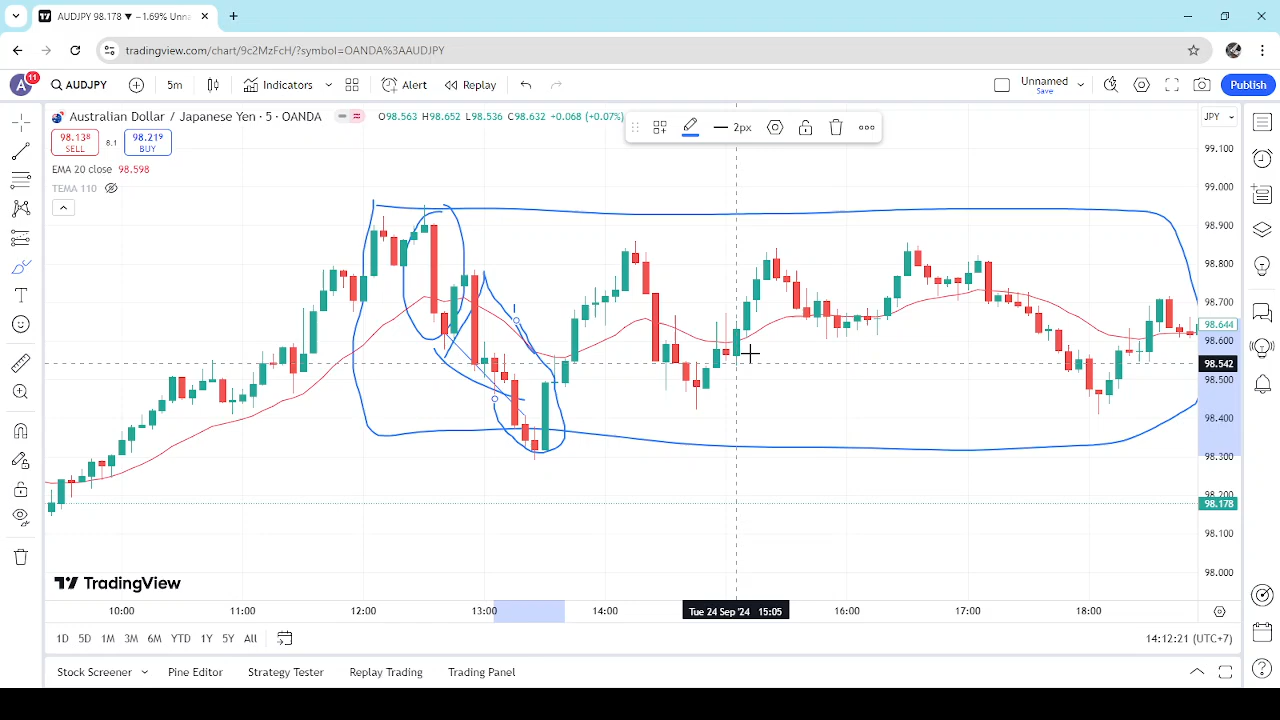 AUDJPY 98.178 ▼ −1.69% Unna
tradingview.com/chart/9c2MzFcH/?symbol=OANDA%3AAUDJPY
A 11 AUDJPY 5m Indicators Alert Replay Unnamed Save Publish
Australian Dollar / Japanese Yen · 5 · OANDA O98.563 H98.652 L98.536 C98.632 +0.068 (+0.07%) 2px JPY
98.138 SELL 8.1 98.219 BUY
EMA 20 close 98.598
TEMA 110
99.100
99.000
98.900
98.800
98.700
98.644
98.600
98.542
98.500
98.400
98.300
98.200
98.178
98.100
98.000
TradingView
10:00 11:00 12:00 13:00 14:00 Tue 24 Sep '24 15:05 16:00 17:00 18:00
1D 5D 1M 3M 6M YTD 1Y 5Y All 14:12:21 (UTC+7)
Stock Screener Pine Editor Strategy Tester Replay Trading Trading Panel